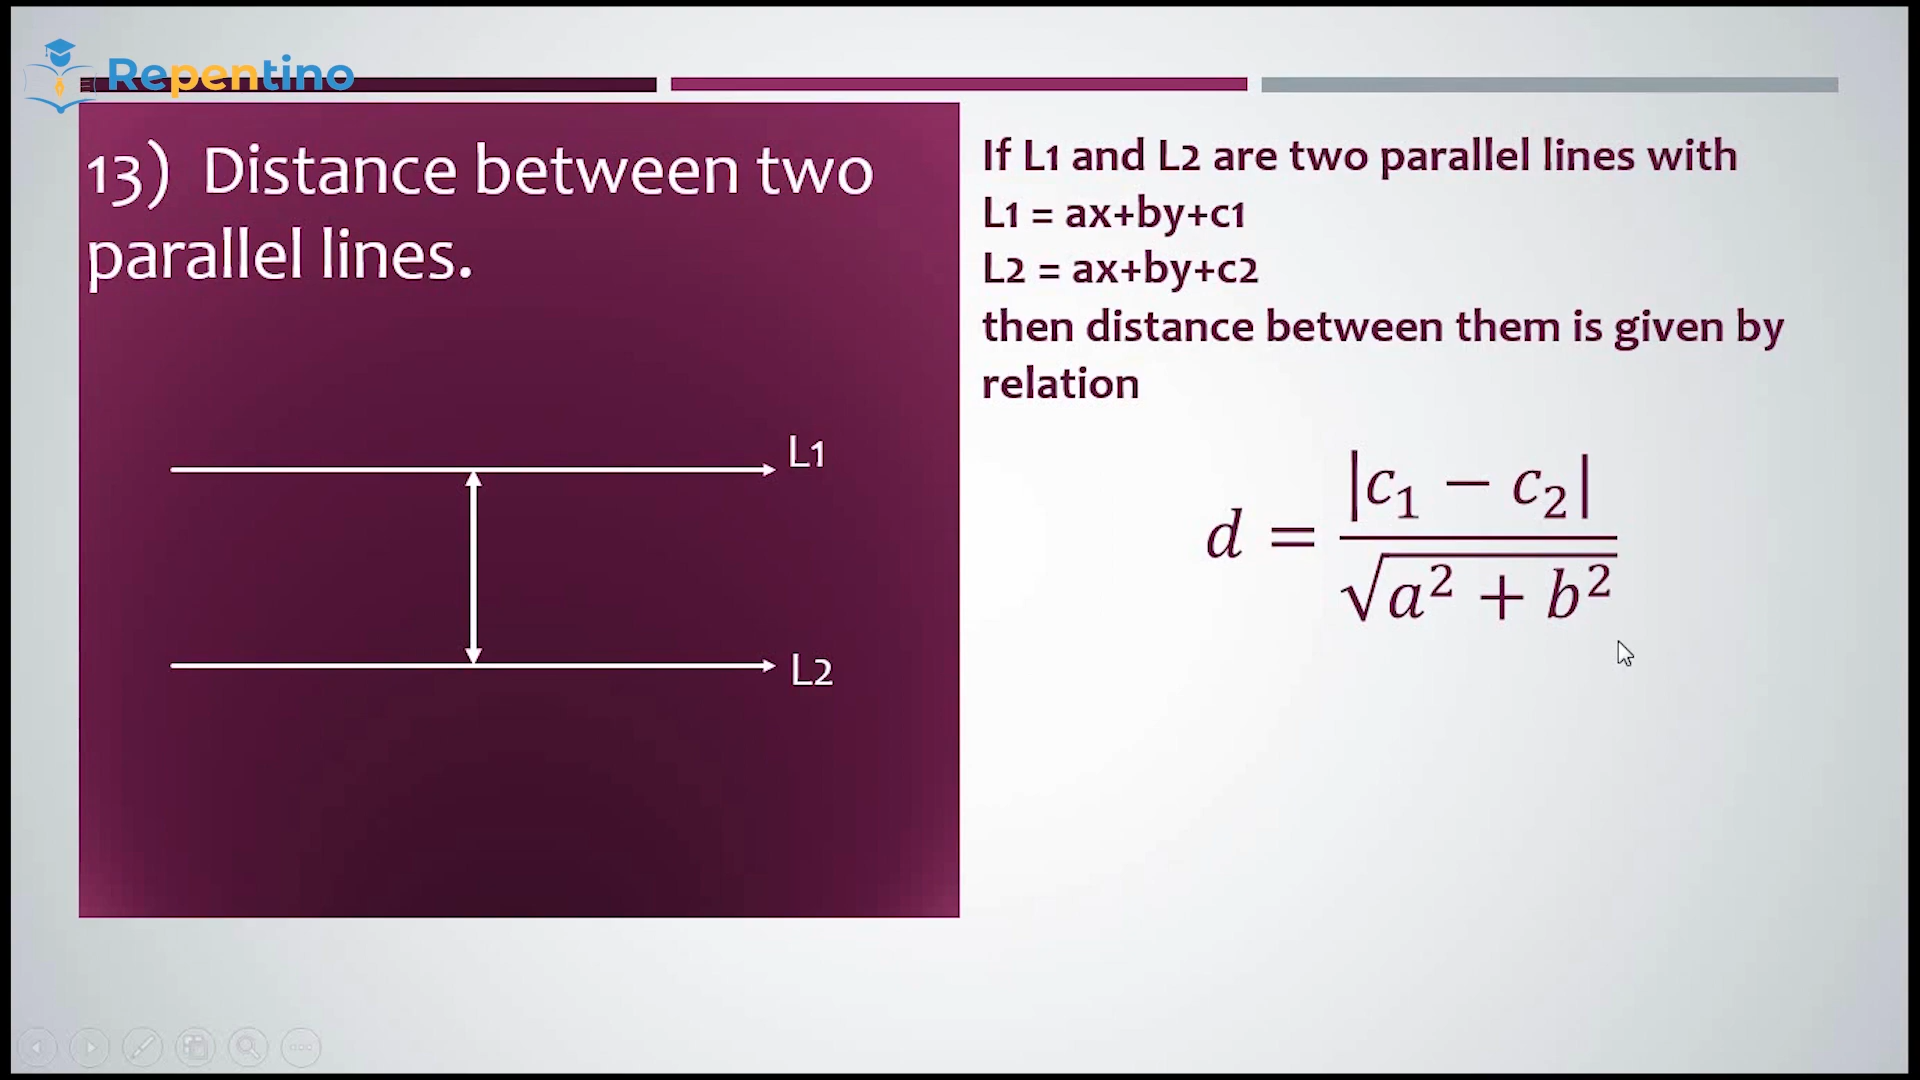 Repentino
13) Distance between two
parallel lines.
L1
L2
If L1 and L2 are two parallel lines with
L1 = ax+by+c1
L2 = ax+by+c2
then distance between them is given by
relation
d = |c₁ − c₂| / √(a² + b²)